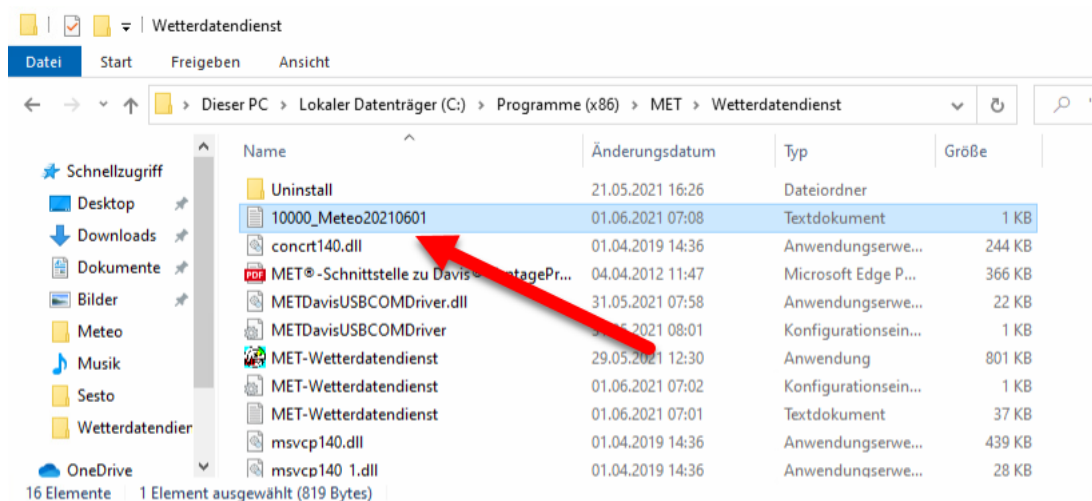 Wetterdatendienst
Datei Start Freigeben Ansicht
Dieser PC > Lokaler Datenträger (C:) > Programme (x86) > MET > Wetterdatendienst
Name Änderungsdatum Typ Größe
Schnellzugriff
Desktop
Downloads
Dokumente
Bilder
Meteo
Musik
Sesto
Wetterdatendier
OneDrive
Uninstall 21.05.2021 16:26 Dateiordner
10000_Meteo20210601 01.06.2021 07:08 Textdokument 1 KB
concrt140.dll 01.04.2019 14:36 Anwendungserwe... 244 KB
PDF MET®-Schnittstelle zu Davis® 04.04.2012 11:47 Microsoft Edge P... 366 KB
METDavisUSBCOMDriver.dll 31.05.2021 07:58 Anwendungserwe... 22 KB
METDavisUSBCOMDriver 2021 08:01 Konfigurationsein... 1 KB
MET-Wetterdatendienst 29.05.2021 12:30 Anwendung 801 KB
MET-Wetterdatendienst 01.06.2021 07:02 Konfigurationsein... 1 KB
MET-Wetterdatendienst 01.06.2021 07:01 Textdokument 37 KB
msvcp140.dll 01.04.2019 14:36 Anwendungserwe... 439 KB
msvcp140_1.dll 01.04.2019 14:36 Anwendungserwe... 28 KB
16 Elemente 1 Element ausgewählt (819 Bytes)